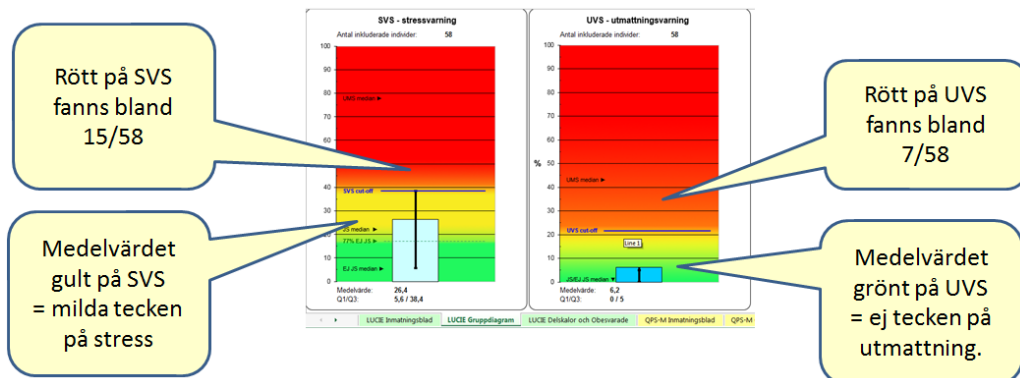 SVS - stressvarning
Antal inkluderade individer: 58
100
90
80
UMS median
70
60
50
40
SVS cut-off
30
JS median
20
77% EJ JS
10
EJ JS median
0
Medelvärde: 26,4
Q1/Q3: 5,6 / 38,4
UVS - utmattningsvarning
Antal inkluderade individer: 58
100
90
80
70
60
%
50
UMS median
40
30
UVS cut-off
20
Line 1
10
JS/EJ JS median
0
Medelvärde: 6,2
Q1/Q3: 0 / 5
LUCIE Inmatningsblad
LUCIE Gruppdiagram
LUCIE Delskalor och Obesvarade
QPS-M Inmatningsblad
QPS-M
Rött på SVS
fanns bland
15/58
Medelvärdet
gult på SVS
= milda tecken
på stress
Rött på UVS
fanns bland
7/58
Medelvärdet
grönt på UVS
= ej tecken på
utmattning.